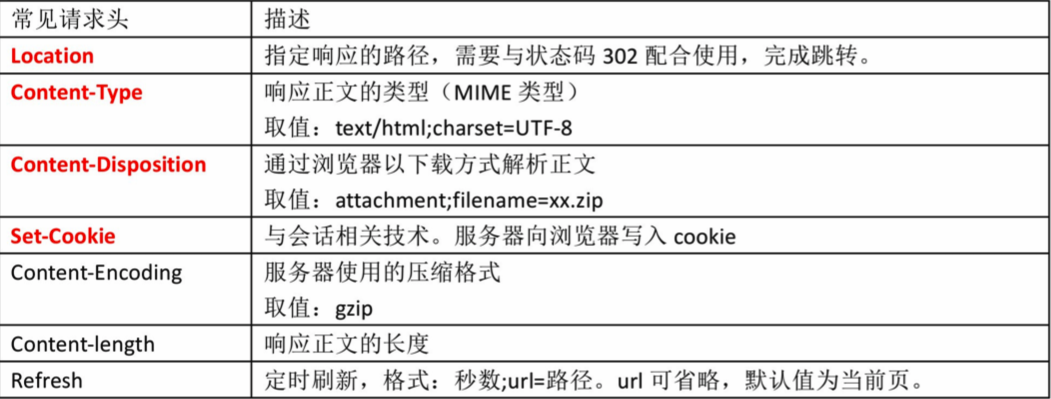 常见请求头 描述
Location 指定响应的路径，需要与状态码 302 配合使用，完成跳转。
Content-Type 响应正文的类型（MIME 类型）
取值：text/html;charset=UTF-8
Content-Disposition 通过浏览器以下载方式解析正文
取值：attachment;filename=xx.zip
Set-Cookie 与会话相关技术。服务器向浏览器写入 cookie
Content-Encoding 服务器使用的压缩格式
取值：gzip
Content-length 响应正文的长度
Refresh 定时刷新，格式：秒数;url=路径。url 可省略，默认值为当前页。